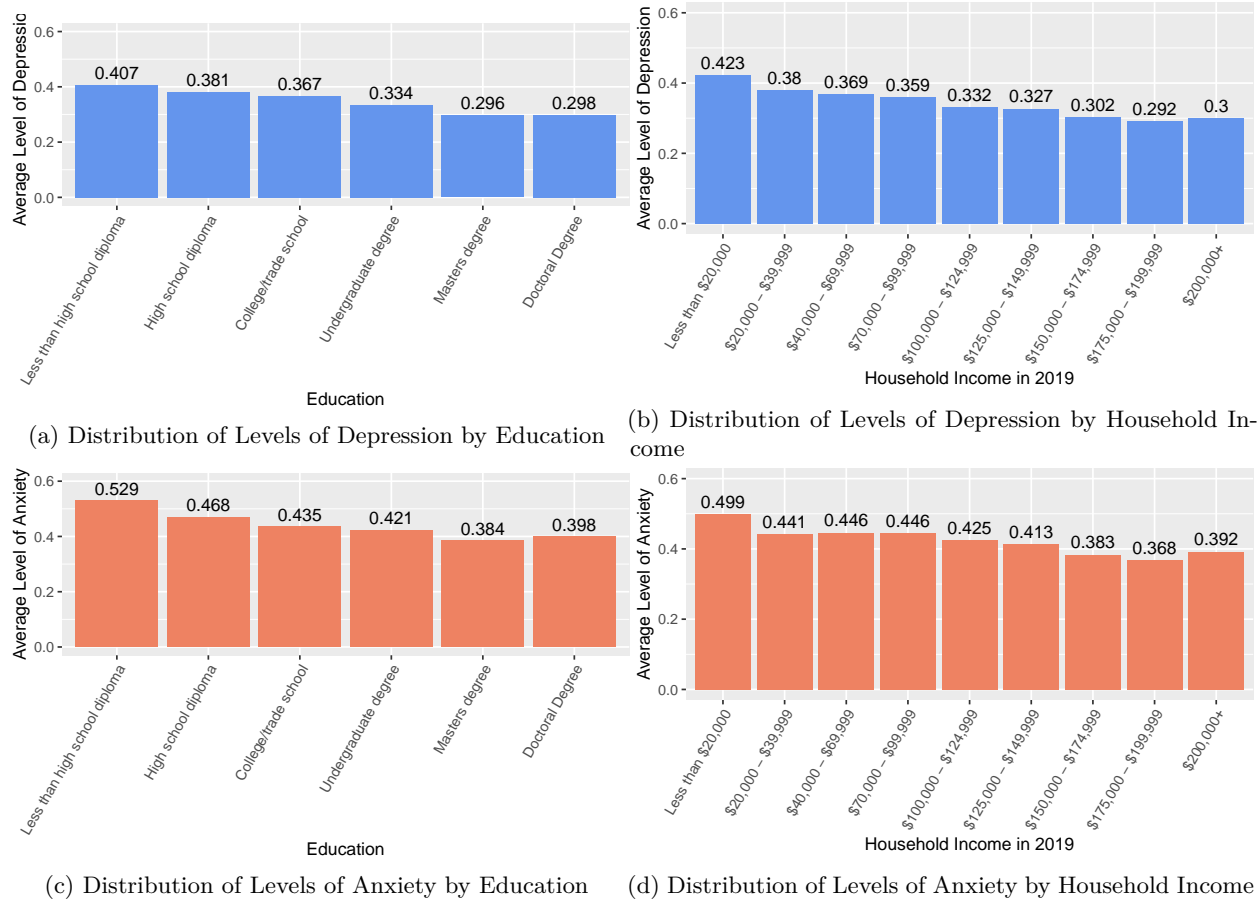 Average Level of Depressio
0.6
0.4
0.2
0.0
0.407
0.381
0.367
0.334
0.296
0.298
Less than high school diploma
High school diploma
College/trade school
Undergraduate degree
Masters degree
Doctoral Degree
Education
(a) Distribution of Levels of Depression by Education
Average Level of Depression
0.6
0.4
0.2
0.0
0.423
0.38
0.369
0.359
0.332
0.327
0.302
0.292
0.3
Less than $20,000
$20,000 – $39,999
$40,000 – $69,999
$70,000 – $99,999
$100,000 – $124,999
$125,000 – $149,999
$150,000 – $174,999
$175,000 – $199,999
$200,000+
Household Income in 2019
(b) Distribution of Levels of Depression by Household In-
come
Average Level of Anxiety
0.6
0.4
0.2
0.0
0.529
0.468
0.435
0.421
0.384
0.398
Less than high school diploma
High school diploma
College/trade school
Undergraduate degree
Masters degree
Doctoral Degree
Education
(c) Distribution of Levels of Anxiety by Education
Average Level of Anxiety
0.6
0.4
0.2
0.0
0.499
0.441
0.446
0.446
0.425
0.413
0.383
0.368
0.392
Less than $20,000
$20,000 – $39,999
$40,000 – $69,999
$70,000 – $99,999
$100,000 – $124,999
$125,000 – $149,999
$150,000 – $174,999
$175,000 – $199,999
$200,000+
Household Income in 2019
(d) Distribution of Levels of Anxiety by Household Income